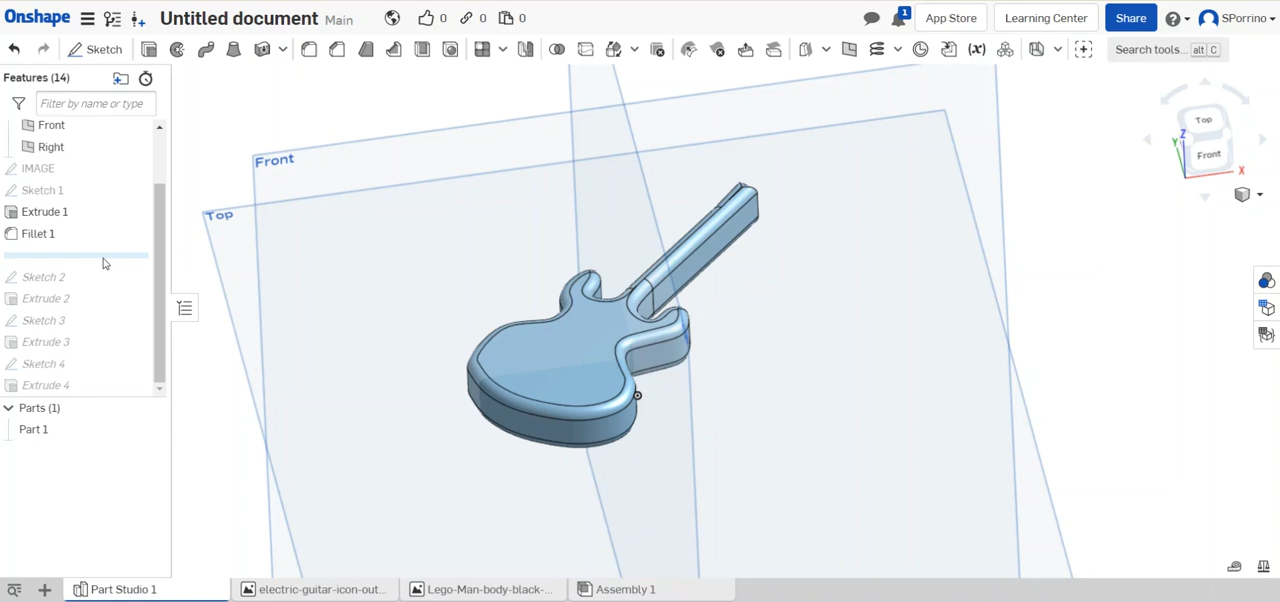 Onshape Untitled document Main 0 0 0 1 App Store Learning Center Share SPorrino
Sketch Search tools... alt C
Features (14)
Filter by name or type
Front
Right
IMAGE
Sketch 1
Extrude 1
Fillet 1
Sketch 2
Extrude 2
Sketch 3
Extrude 3
Sketch 4
Extrude 4
Parts (1)
Part 1
Front
Top
Top
Front
Z
Y
X
Part Studio 1 electric-guitar-icon-out... Lego-Man-body-black-... Assembly 1